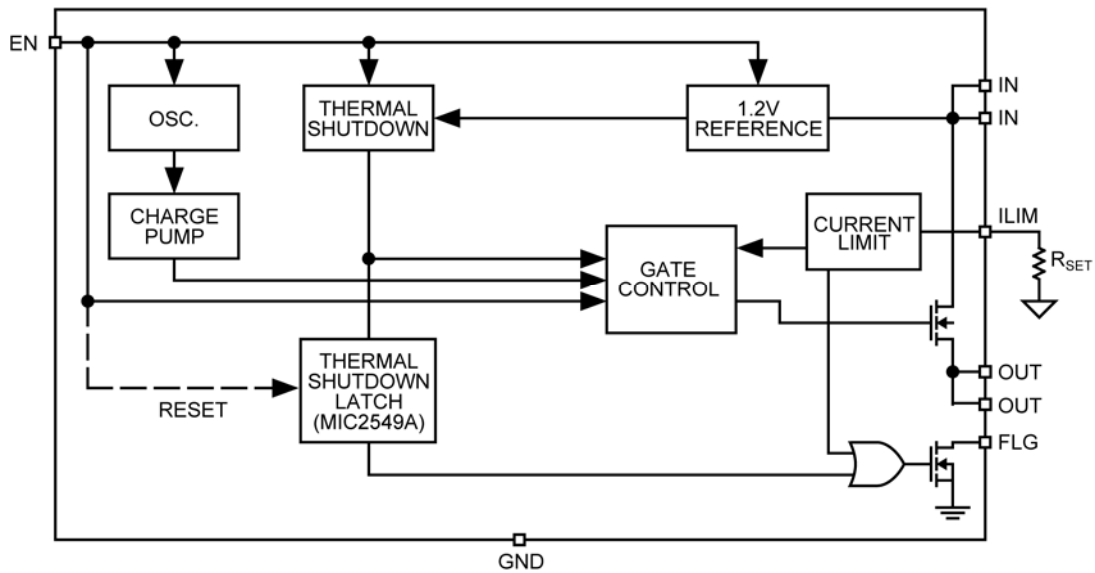 EN
OSC.
THERMAL
SHUTDOWN
1.2V
REFERENCE
IN
IN
CHARGE
PUMP
GATE
CONTROL
CURRENT
LIMIT
ILIM
RSET
THERMAL
SHUTDOWN
LATCH
(MIC2549A)
RESET
OUT
OUT
FLG
GND